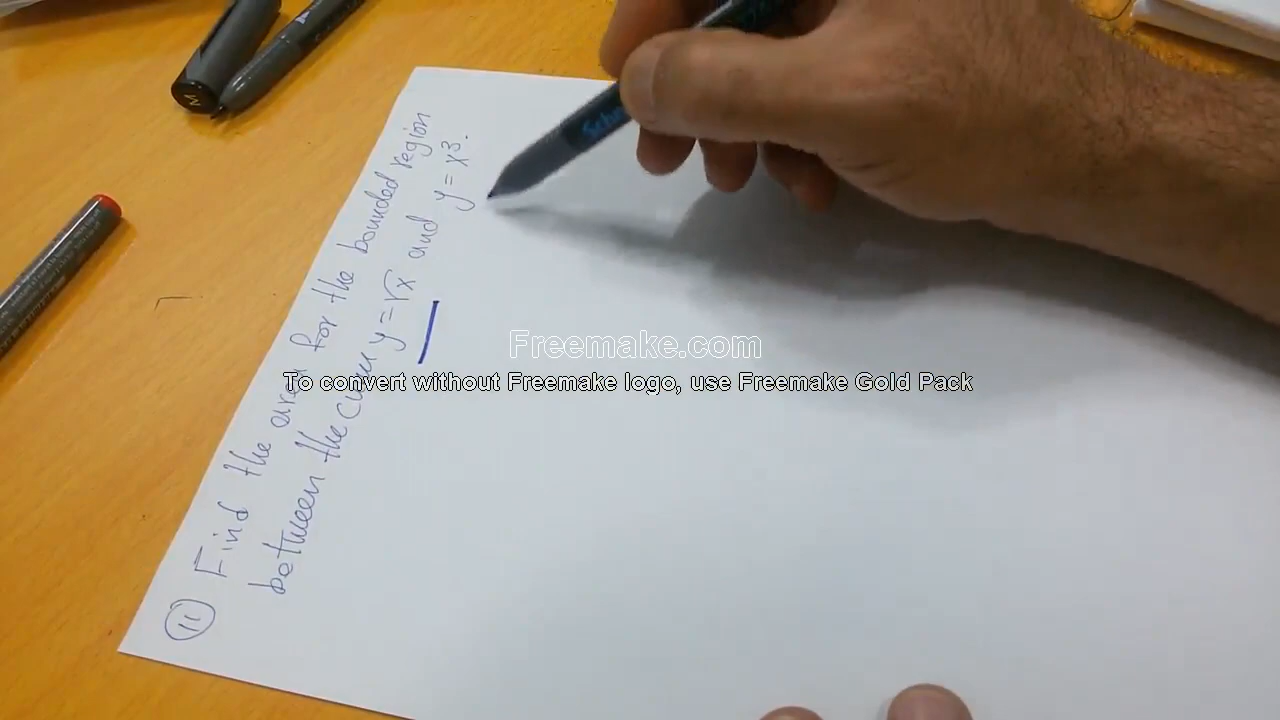 11 Find the area for the bounded region
between the curve y = √x and y = x³.
Freemake.com
To convert without Freemake logo, use Freemake Gold Pack